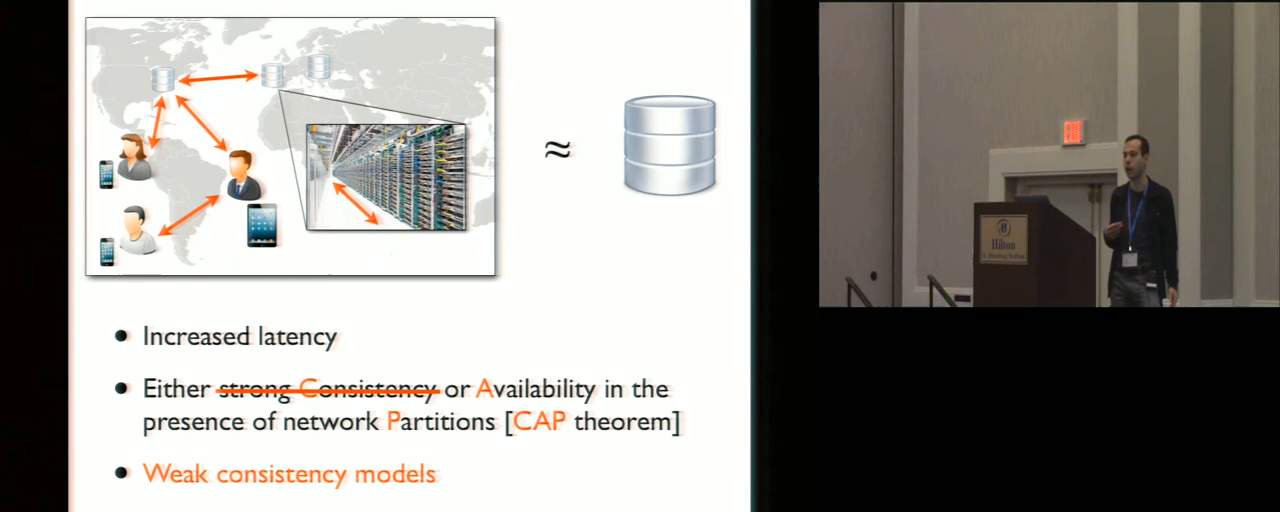 ≈
Increased latency
Either strong Consistency or Availability in the
presence of network Partitions [CAP theorem]
Weak consistency models
Hilton